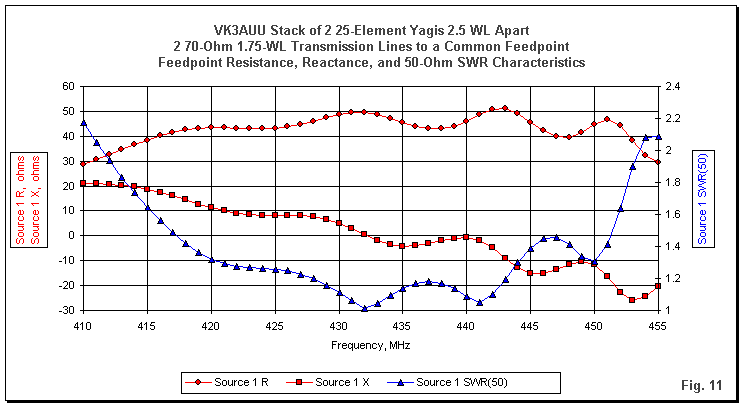 VK3AUU Stack of 2 25-Element Yagis 2.5 WL Apart
2 70-Ohm 1.75-WL Transmission Lines to a Common Feedpoint
Feedpoint Resistance, Reactance, and 50-Ohm SWR Characteristics
60
50
40
30
20
10
0
-10
-20
-30
Source 1 R, ohms
Source 1 X, ohms
2.4
2.2
2
1.8
1.6
1.4
1.2
1
Source 1 SWR(50)
410 415 420 425 430 435 440 445 450 455
Frequency, MHz
Source 1 R Source 1 X Source 1 SWR(50)
Fig. 11